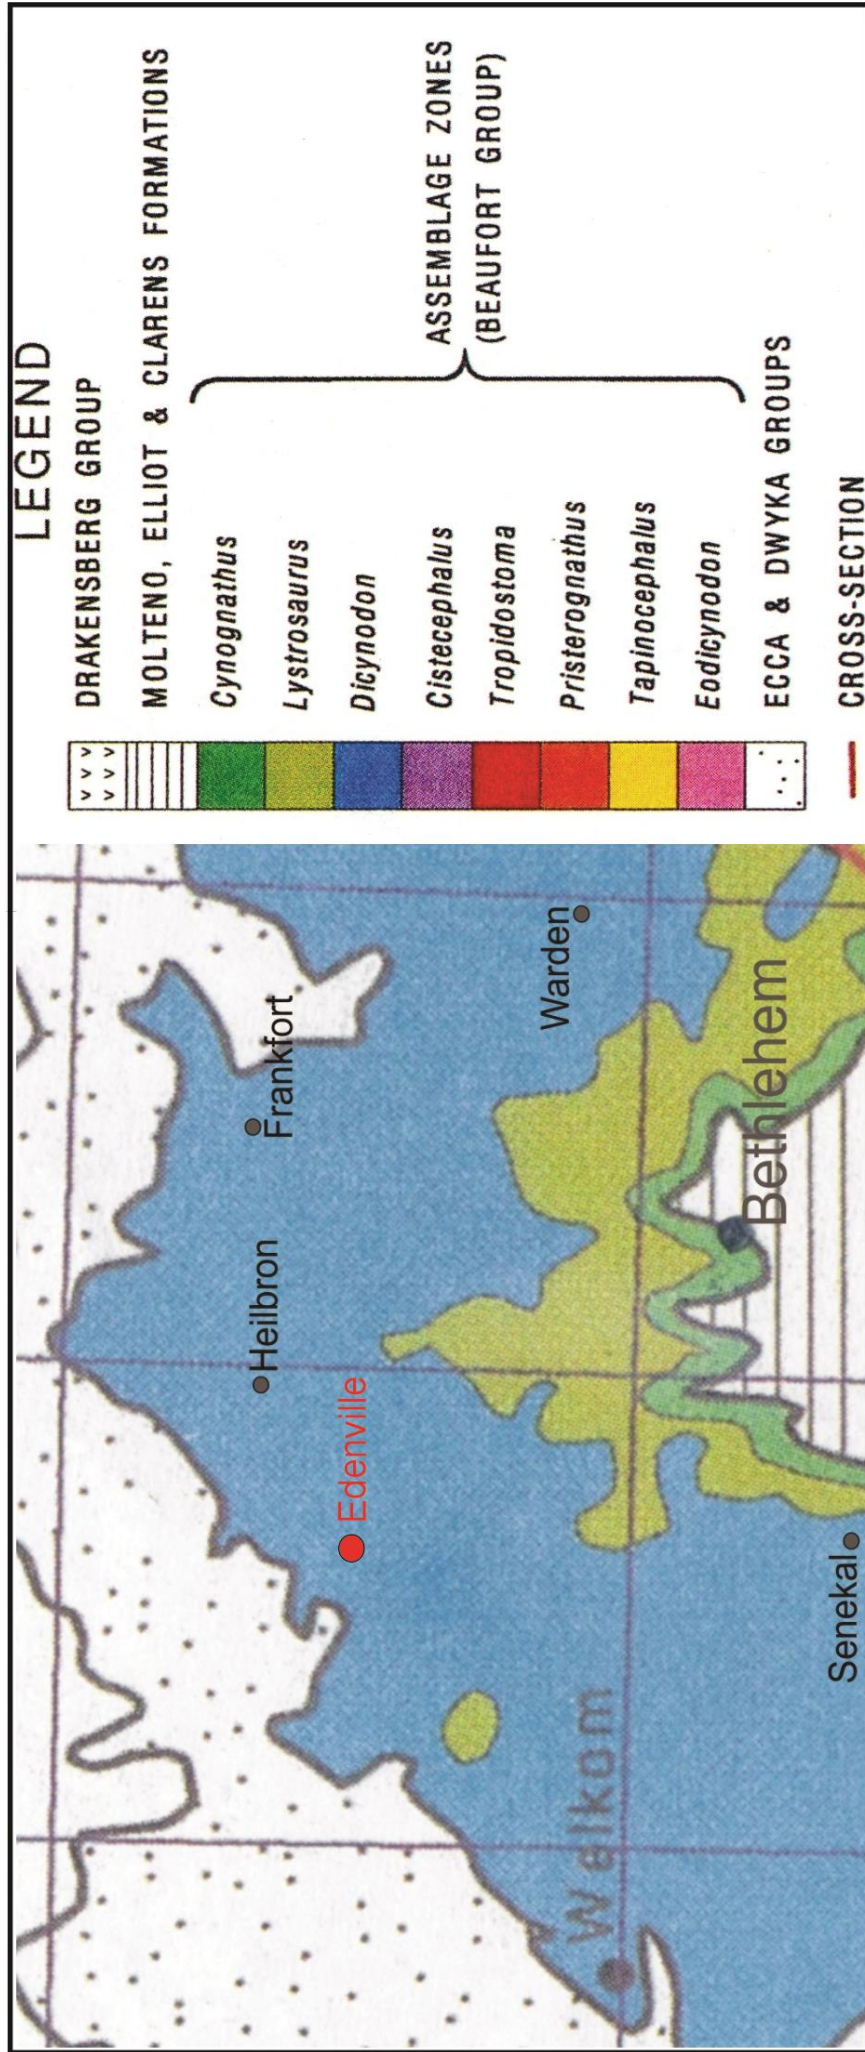 LEGEND
DRAKENSBERG GROUP
MOLTENO, ELLIOT & CLARENS FORMATIONS
Cynognathus
Lystrosaurus
Dicynodon
Cistecephalus
Tropidostoma
Pristerognathus
Tapinocephalus
Eodicynodon
ASSEMBLAGE ZONES
(BEAUFORT GROUP)
ECCA & DWYKA GROUPS
CROSS-SECTION
Heilbron
Frankfort
Edenville
Warden
Welkom
Bethlehem
Senekal